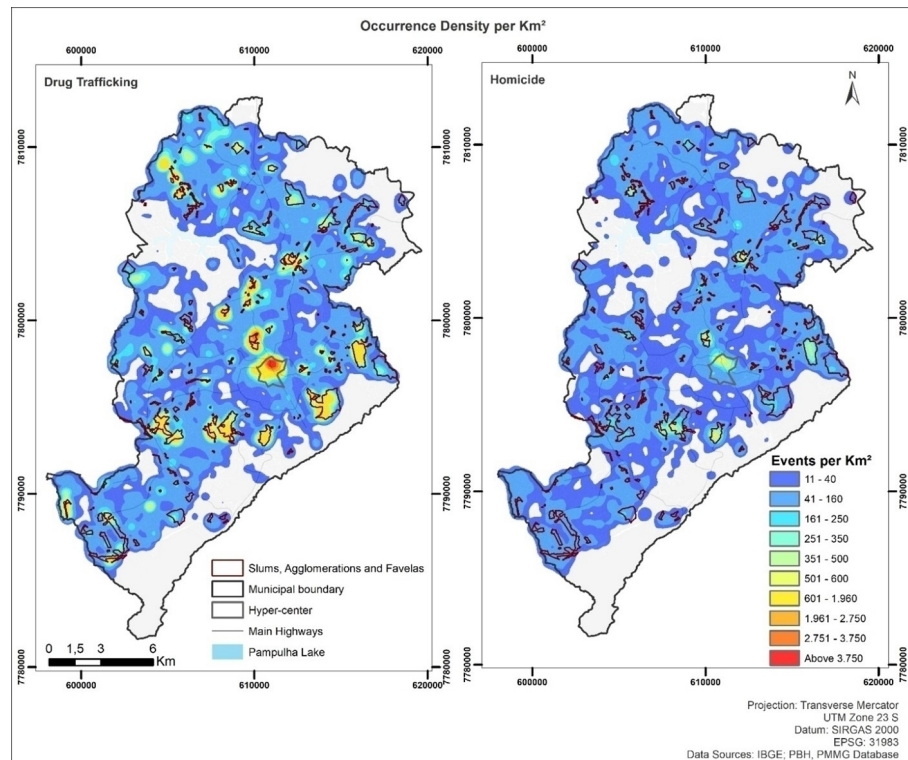 Occurrence Density per Km²
600000 610000 620000
600000 610000 620000
Drug Trafficking
Homicide
N
7810000
7810000
7810000
7800000
7800000
7800000
7790000
7790000
7790000
7780000
7780000
7780000
Slums, Agglomerations and Favelas
Municipal boundary
Hyper-center
Main Highways
Pampulha Lake
0 1,5 3 6
Km
Events per Km²
11 - 40
41 - 160
161 - 250
251 - 350
351 - 500
501 - 600
601 - 1.960
1.961 - 2.750
2.751 - 3.750
Above 3.750
600000 610000 620000
600000 610000 620000
Projection: Transverse Mercator
UTM Zone 23 S
Datum: SIRGAS 2000
EPSG: 31983
Data Sources: IBGE; PBH, PMMG Database